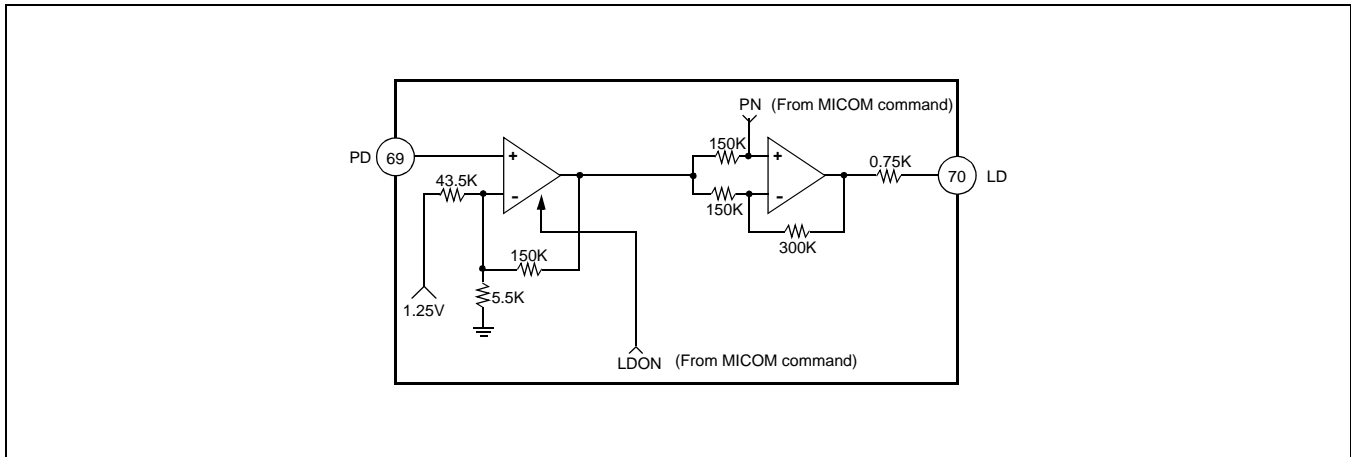 PN (From MICOM command)
PD 69
+
150K
+
0.75K
70 LD
43.5K
-
150K
-
300K
150K
5.5K
1.25V
LDON (From MICOM command)